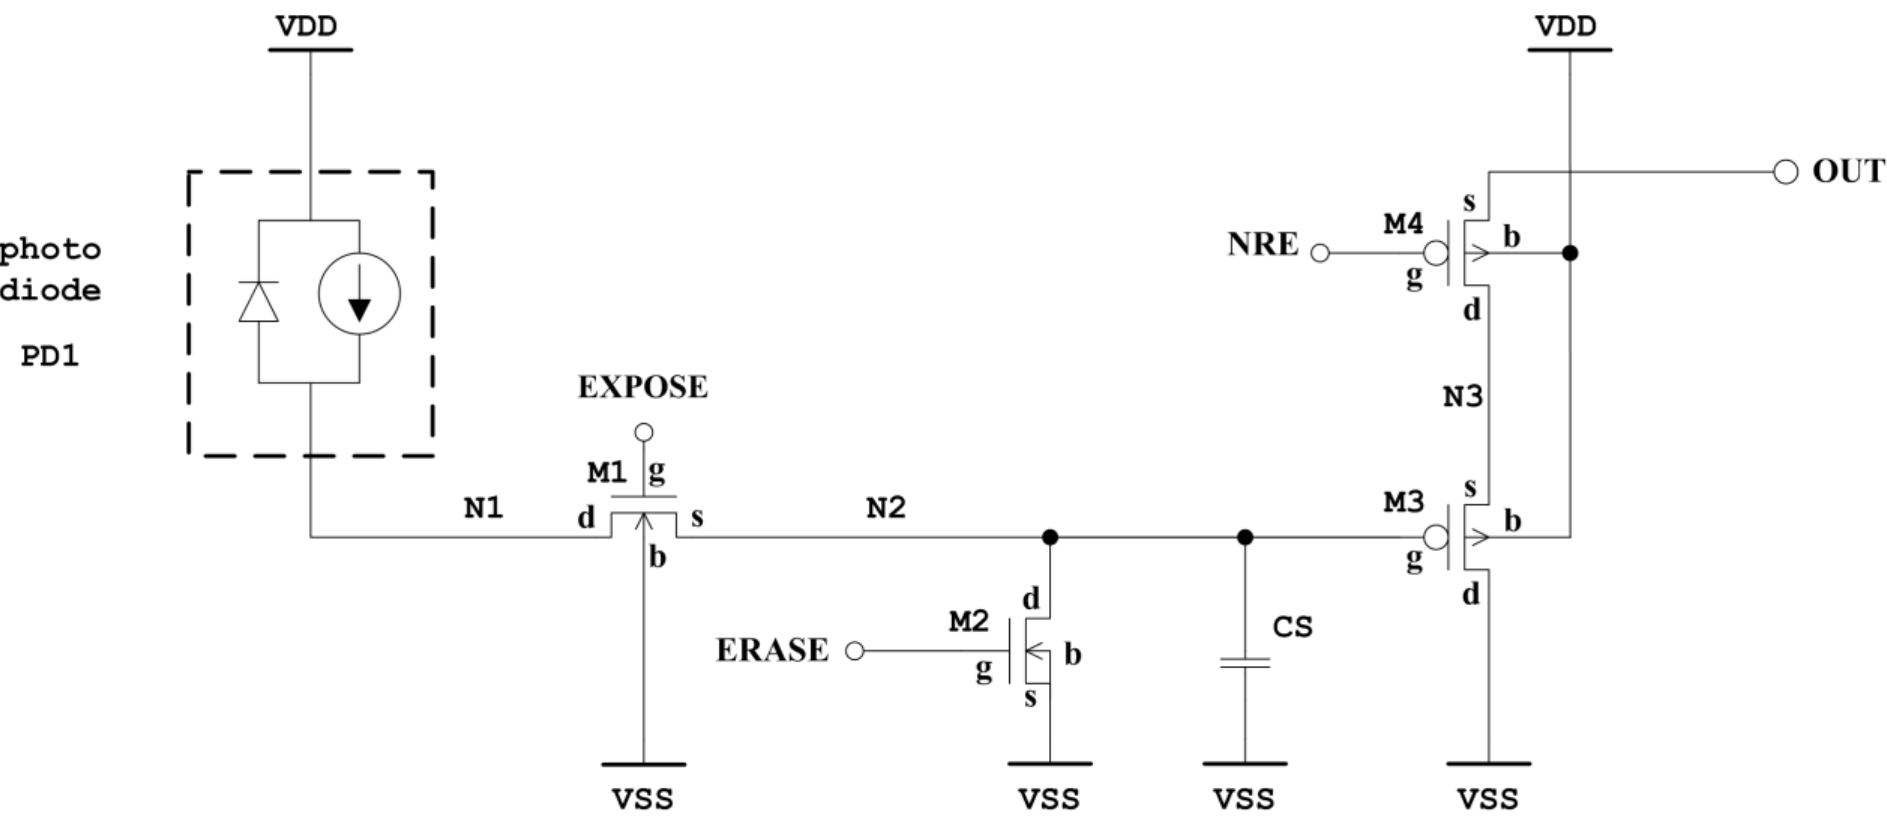 VDD
VDD
OUT
s
M4
b
NRE
g
d
photo
diode
PD1
EXPOSE
N3
M1 g
N1
d
s
N2
b
M3
s
b
g
d
d
M2
ERASE
b
g
s
CS
VSS
VSS
VSS
VSS